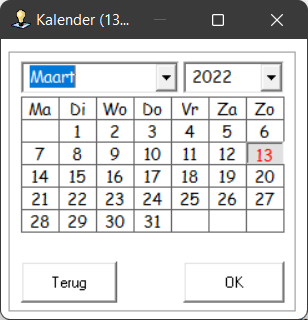 Kalender (13...
Maart 2022
Ma Di Wo Do Vr Za Zo
1 2 3 4 5 6
7 8 9 10 11 12 13
14 15 16 17 18 19 20
21 22 23 24 25 26 27
28 29 30 31
Terug OK